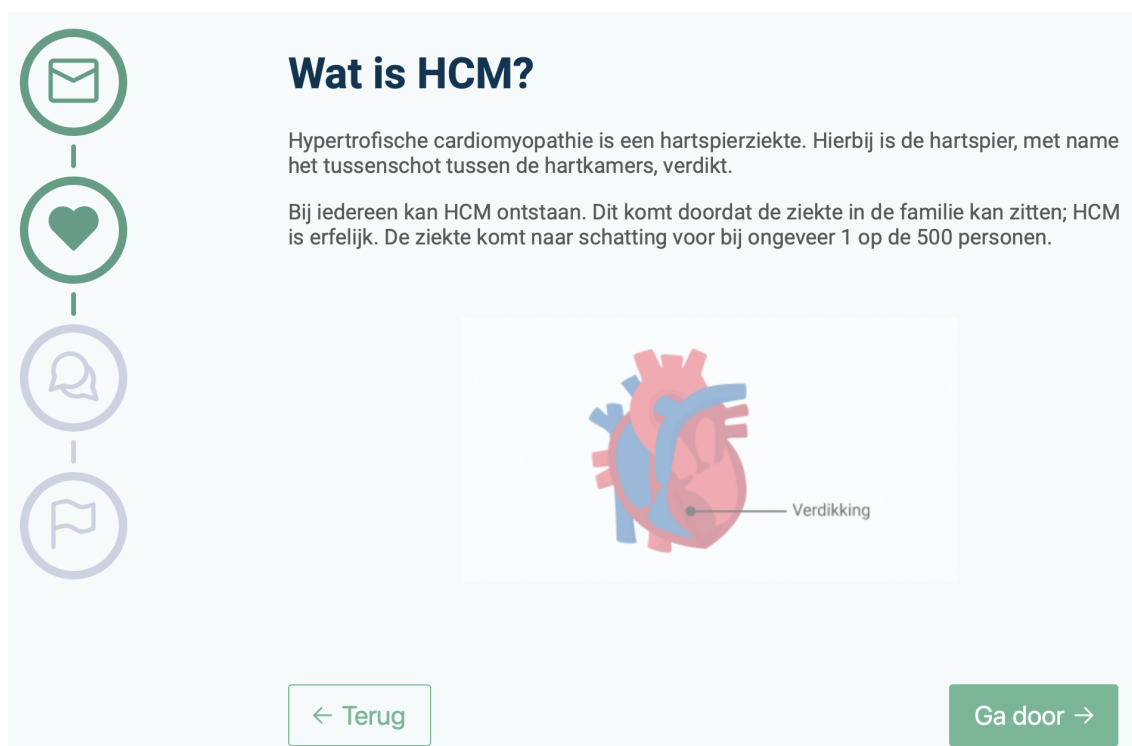 Wat is HCM?
Hypertrofische cardiomyopathie is een hartspierziekte. Hierbij is de hartspier, met name
het tussenschot tussen de hartkamers, verdikt.
Bij iedereen kan HCM ontstaan. Dit komt doordat de ziekte in de familie kan zitten; HCM
is erfelijk. De ziekte komt naar schatting voor bij ongeveer 1 op de 500 personen.
Verdikking
← Terug
Ga door →